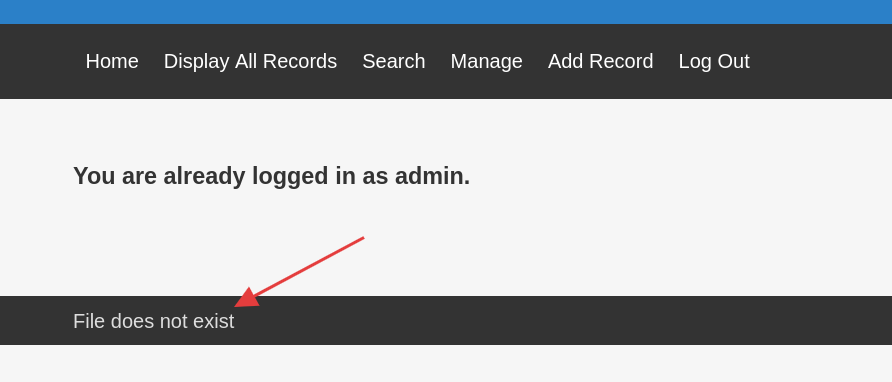 Home Display All Records Search Manage Add Record Log Out
You are already logged in as admin.
File does not exist